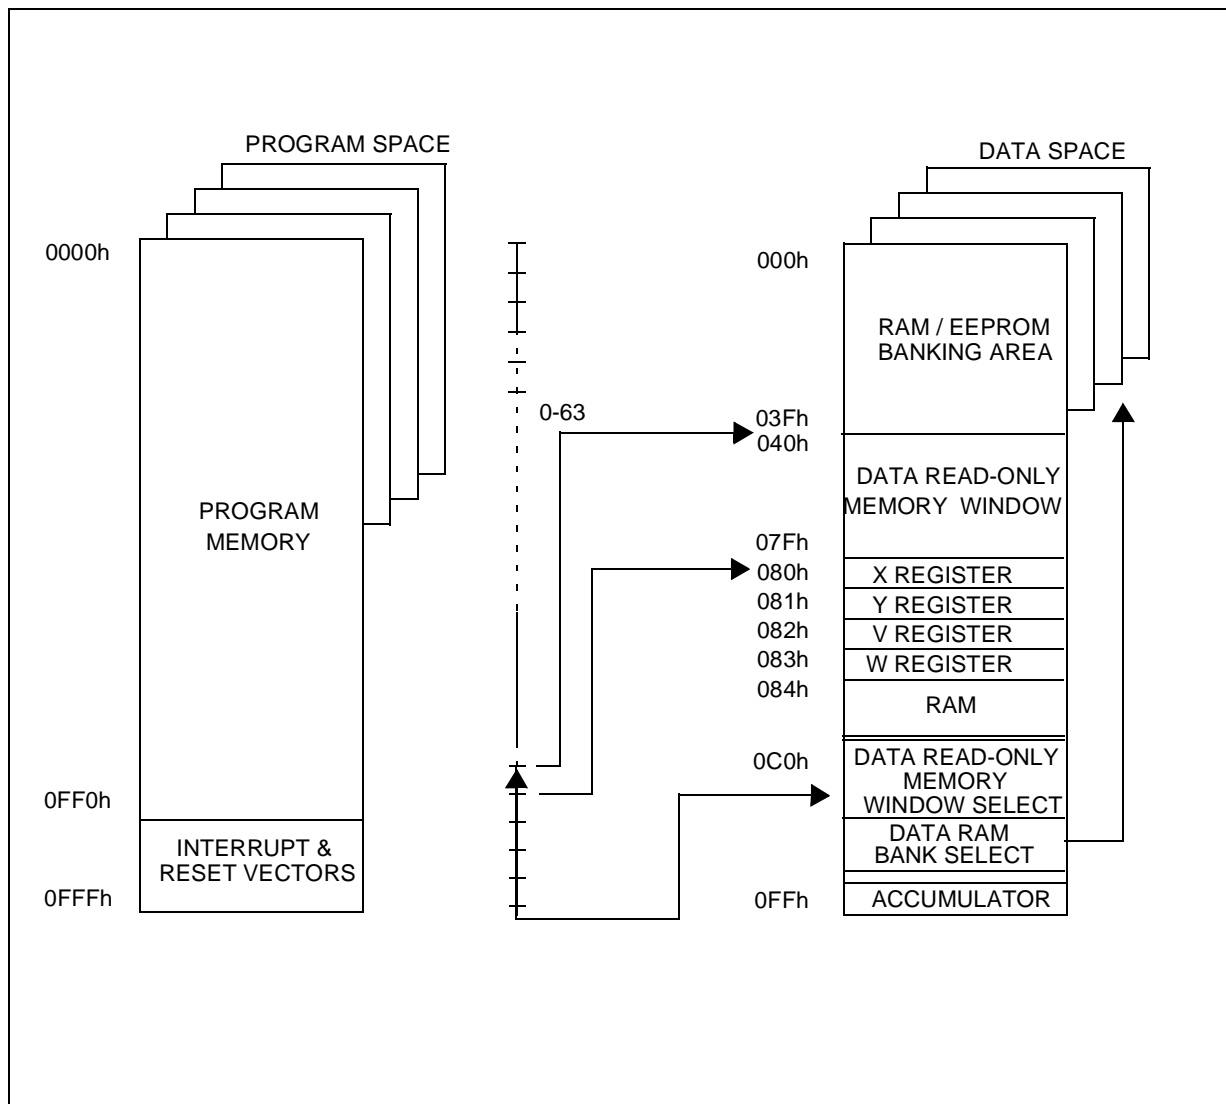 PROGRAM SPACE
0000h
PROGRAM
MEMORY
0FF0h
INTERRUPT &
RESET VECTORS
0FFFh
0-63
DATA SPACE
000h
RAM / EEPROM
BANKING AREA
03Fh
040h
DATA READ-ONLY
MEMORY WINDOW
07Fh
080h
X REGISTER
081h
Y REGISTER
082h
V REGISTER
083h
W REGISTER
084h
RAM
0C0h
DATA READ-ONLY
MEMORY
WINDOW SELECT
DATA RAM
BANK SELECT
0FFh
ACCUMULATOR